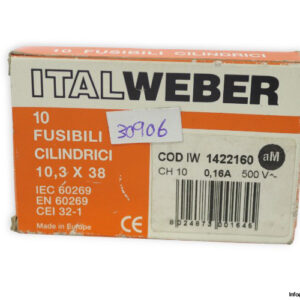 10 FUSIBILI CILINDRICI
ITALWEBER
10
FUSIBILI
CILINDRICI
10,3 X 38
30906
IEC 60269
EN 60269
CEI 32-1
Made in Europe
COD IW 1422160
aM
CH 10 0,16A 500 V~
8024673001646